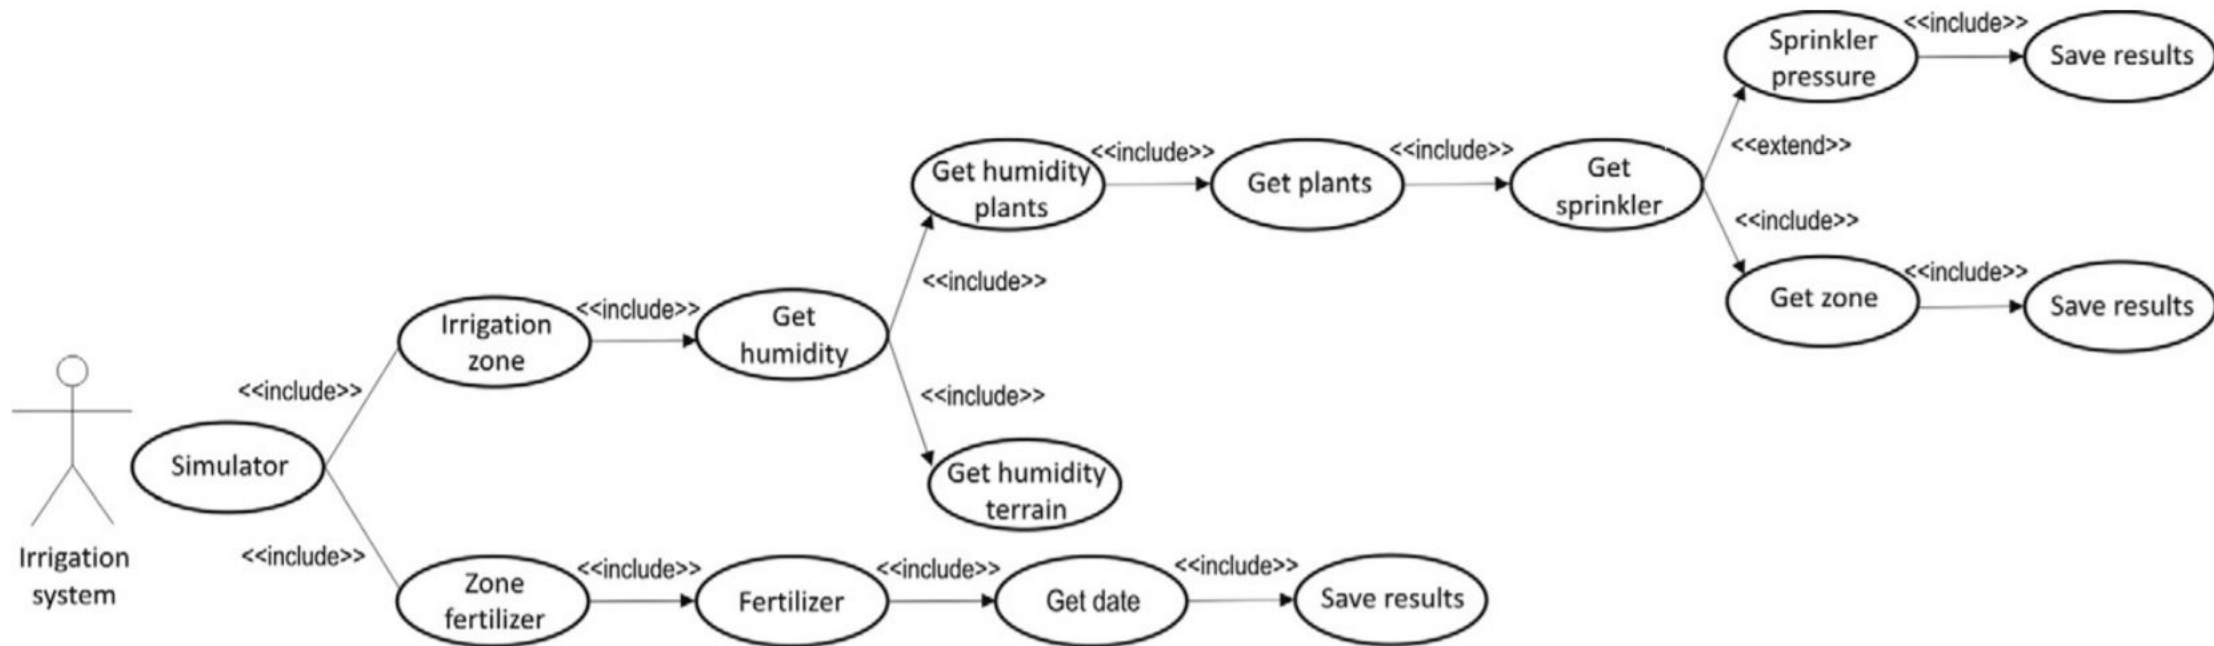 Sprinkler
pressure
<<include>>
Save results
<<extend>>
Get humidity
plants
<<include>>
Get plants
<<include>>
Get
sprinkler
<<include>>
Get zone
<<include>>
Save results
<<include>>
Irrigation
zone
<<include>>
Get
humidity
<<include>>
Get humidity
terrain
<<include>>
Simulator
Irrigation
system
<<include>>
Zone
fertilizer
<<include>>
Fertilizer
<<include>>
Get date
<<include>>
Save results